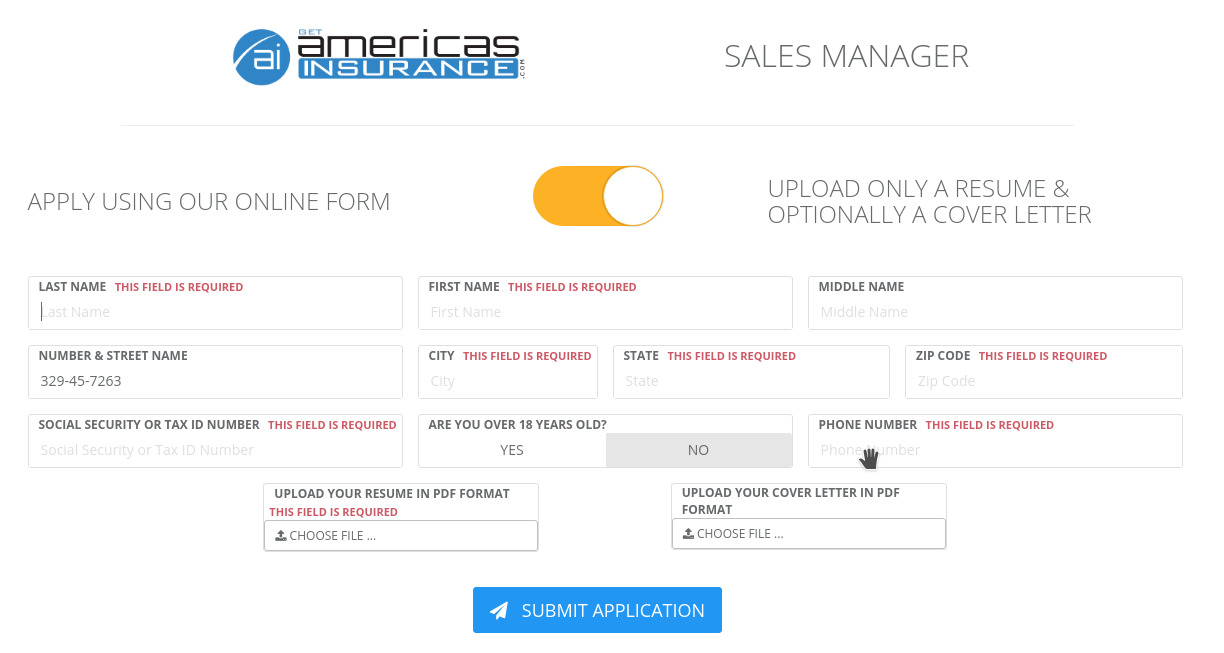 GET
americas
INSURANCE
.COM
ai
SALES MANAGER
APPLY USING OUR ONLINE FORM
UPLOAD ONLY A RESUME &
OPTIONALLY A COVER LETTER
LAST NAME THIS FIELD IS REQUIRED
Last Name
FIRST NAME THIS FIELD IS REQUIRED
First Name
MIDDLE NAME
Middle Name
NUMBER & STREET NAME
329-45-7263
CITY THIS FIELD IS REQUIRED
City
STATE THIS FIELD IS REQUIRED
State
ZIP CODE THIS FIELD IS REQUIRED
Zip Code
SOCIAL SECURITY OR TAX ID NUMBER THIS FIELD IS REQUIRED
Social Security or Tax ID Number
ARE YOU OVER 18 YEARS OLD?
YES NO
PHONE NUMBER THIS FIELD IS REQUIRED
Phone Number
UPLOAD YOUR RESUME IN PDF FORMAT
THIS FIELD IS REQUIRED
CHOOSE FILE ...
UPLOAD YOUR COVER LETTER IN PDF
FORMAT
CHOOSE FILE ...
SUBMIT APPLICATION